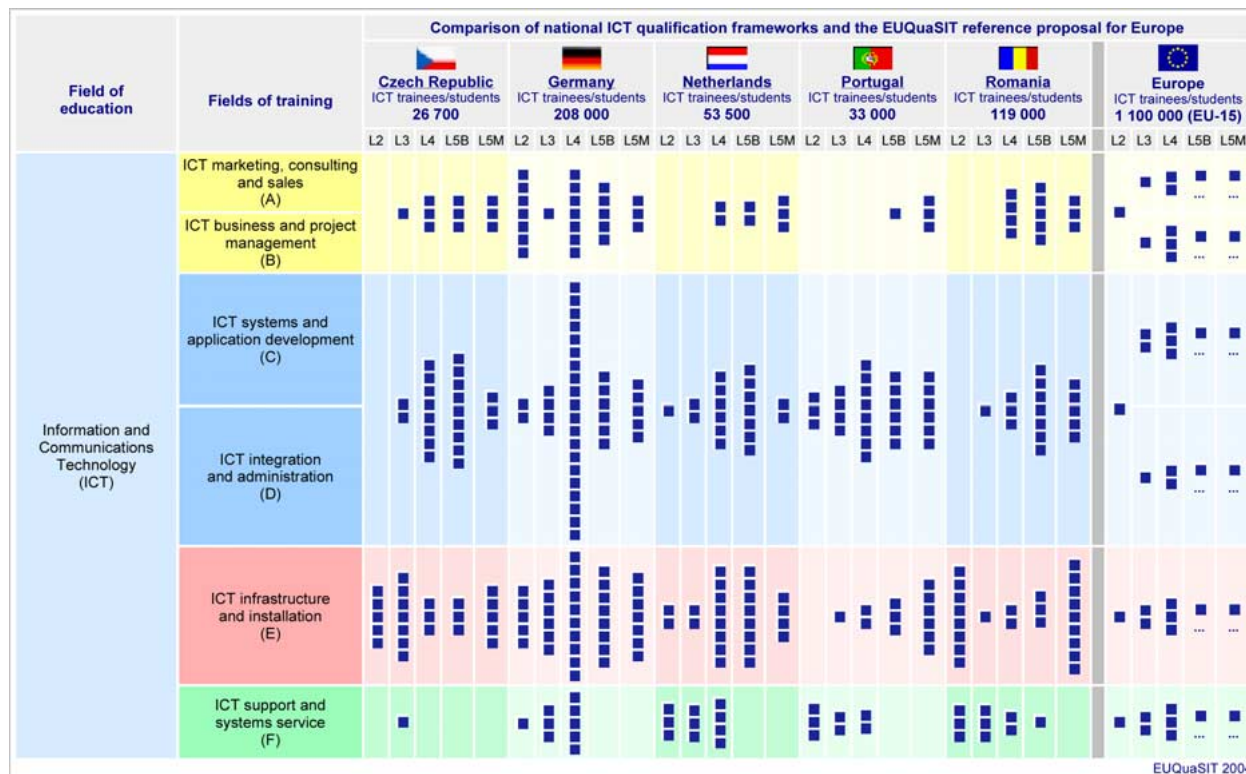 Comparison of national ICT qualification frameworks and the EUQuaSIT reference proposal for Europe
Field of
education
Fields of training
Czech Republic
ICT trainees/students
26 700
Germany
ICT trainees/students
208 000
Netherlands
ICT trainees/students
53 500
Portugal
ICT trainees/students
33 000
Romania
ICT trainees/students
119 000
Europe
ICT trainees/students
1 100 000 (EU-15)
L2 L3 L4 L5B L5M L2 L3 L4 L5B L5M L2 L3 L4 L5B L5M L2 L3 L4 L5B L5M L2 L3 L4 L5B L5M L2 L3 L4 L5B L5M
Information and
Communications
Technology
(ICT)
ICT marketing, consulting
and sales
(A)
... ...
ICT business and project
management
(B)
... ...
ICT systems and
application development
(C)
... ...
ICT integration
and administration
(D)
... ...
ICT infrastructure
and installation
(E)
... ...
ICT support and
systems service
(F)
... ...
EUQuaSIT 2004